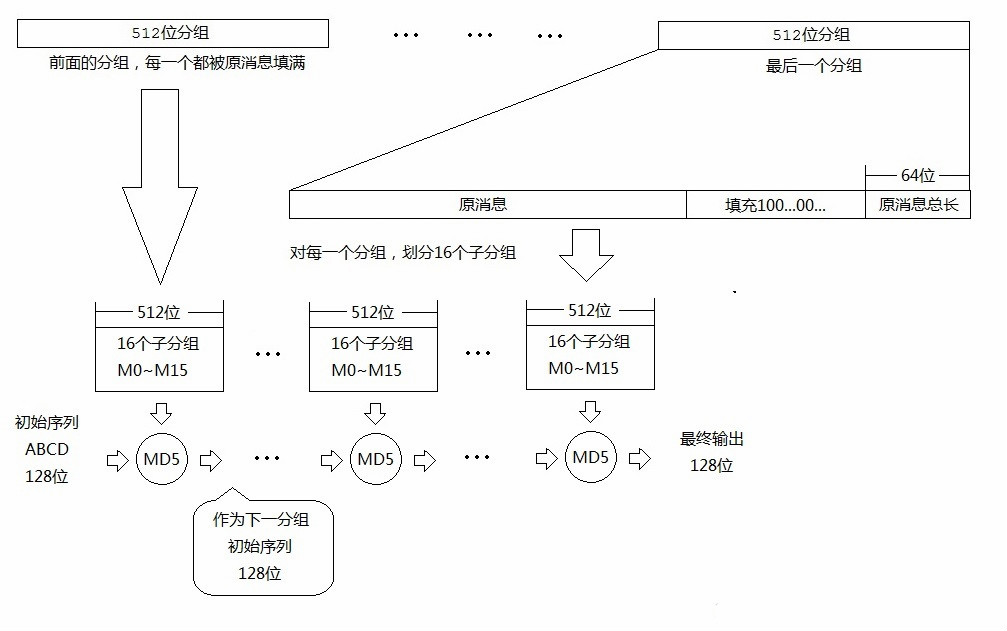 512位分组
... ... ...
512位分组
前面的分组，每一个都被原消息填满
最后一个分组
64位
原消息
填充100...00...
原消息总长
对每一个分组，划分16个子分组
512位
512位
512位
16个子分组
M0~M15
...
16个子分组
M0~M15
...
16个子分组
M0~M15
初始序列
ABCD
128位
MD5
...
MD5
...
MD5
最终输出
128位
作为下一分组
初始序列
128位